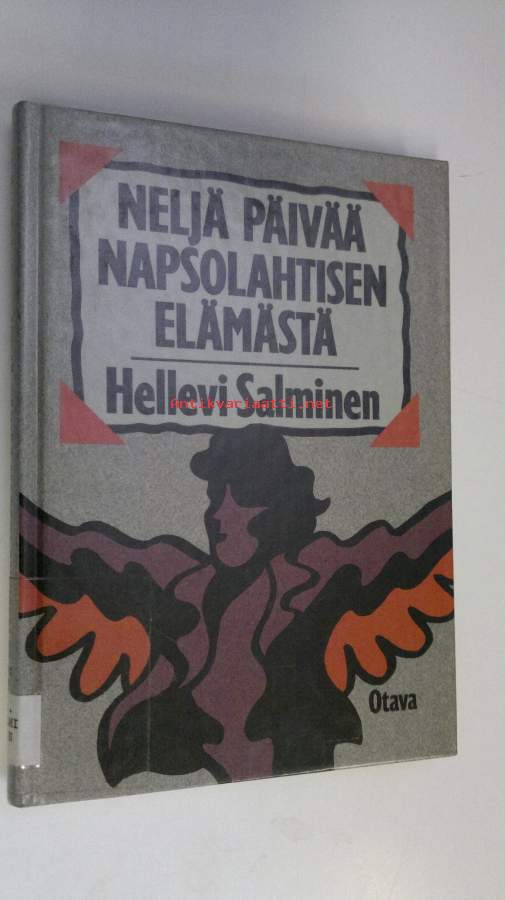 NELJÄ PÄIVÄÄ
NAPSOLAHTISEN
ELÄMÄSTÄ
Hellevi Salminen
Antikvariaatti.net
Otava